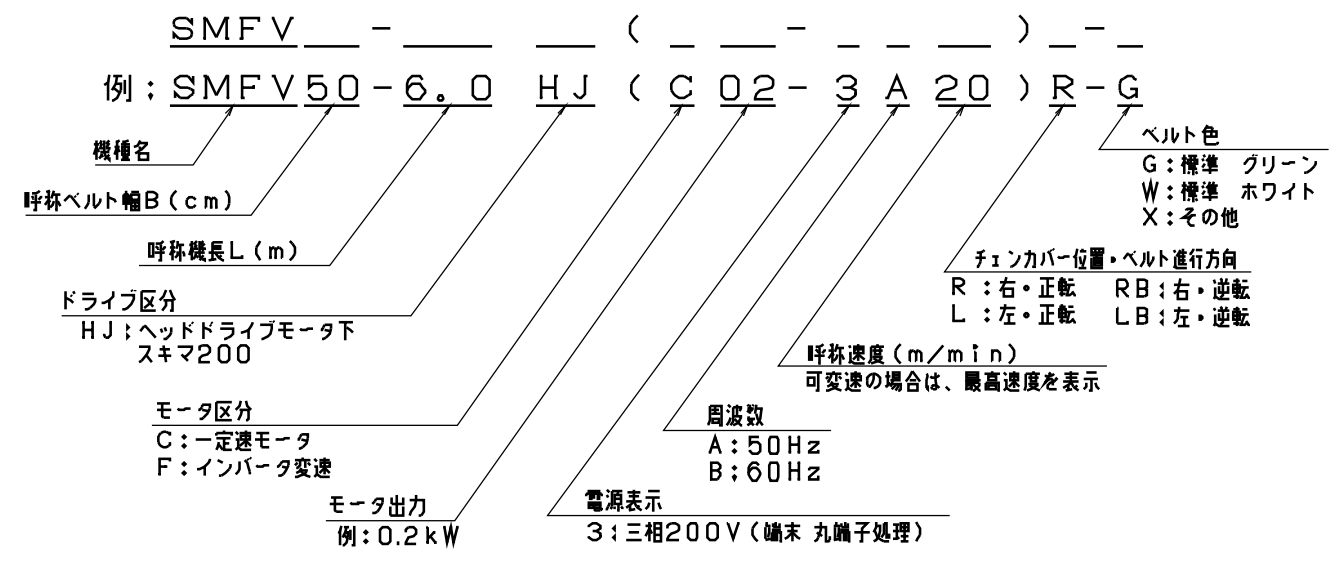 SMFV__-___ __(_ __-_ _ __)_-_
例:SMFV50-6.0 HJ(C02-3A20)R-G
機種名
呼称ベルト幅B(cm)
呼称機長L(m)
ドライブ区分
HJ:ヘッドドライブモータ下
スキマ200
モータ区分
C:一定速モータ
F:インバータ変速
モータ出力
例:0.2kW
電源表示
3:三相200V(端末 丸端子処理)
周波数
A:50Hz
B:60Hz
呼称速度(m/min)
可変速の場合は、最高速度を表示
チェンカバー位置・ベルト進行方向
R:右・正転 RB:右・逆転
L:左・正転 LB:左・逆転
ベルト色
G:標準 グリーン
W:標準 ホワイト
X:その他